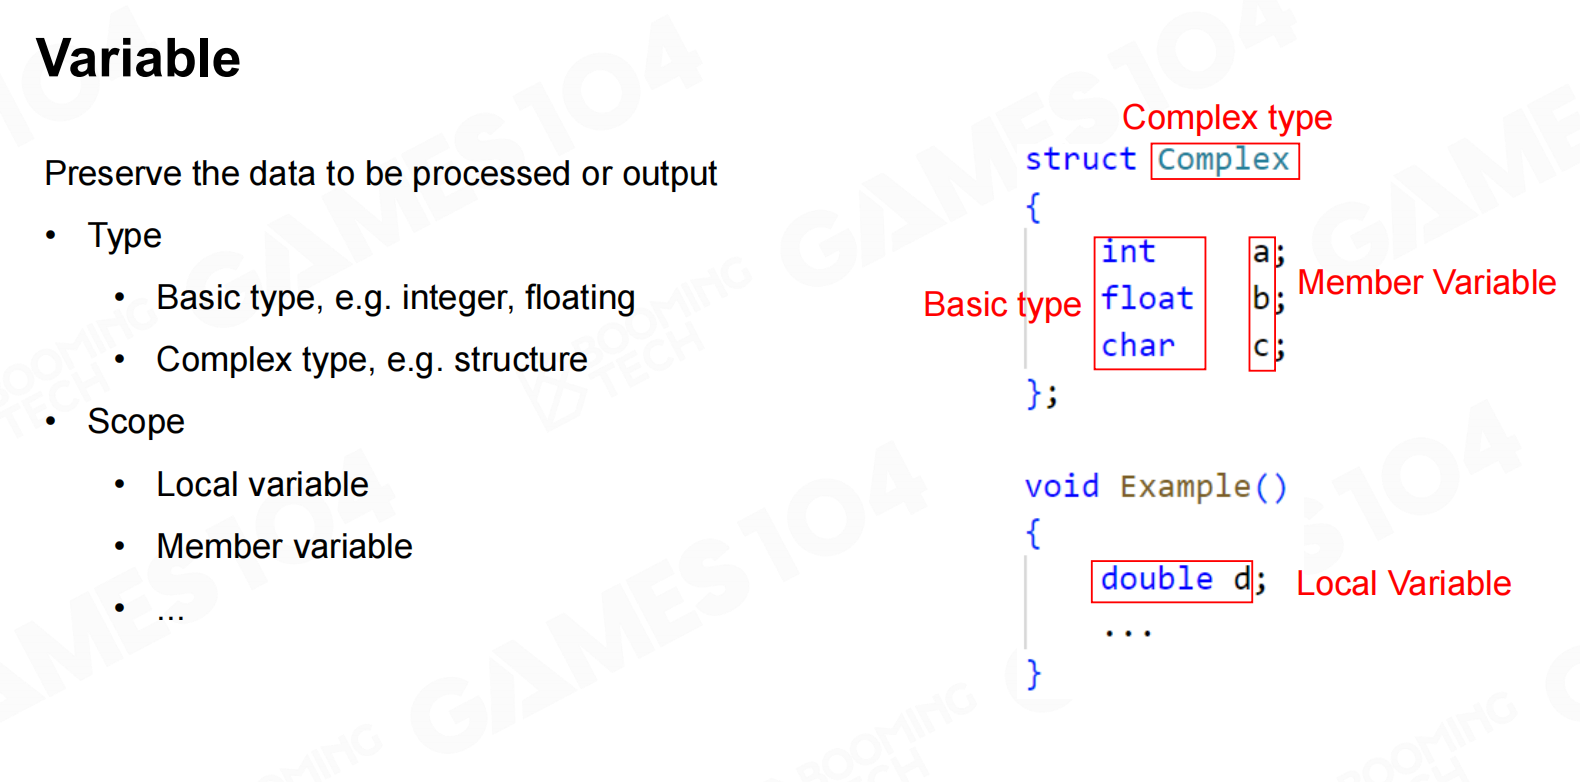 Variable
Preserve the data to be processed or output
• Type
• Basic type, e.g. integer, floating
• Complex type, e.g. structure
• Scope
• Local variable
• Member variable
• ...
Complex type
struct Complex
{
int a;
float b;
char c;
};
Basic type
Member Variable
void Example()
{
double d;
...
}
Local Variable
GAMES104
BOOMING
TECH